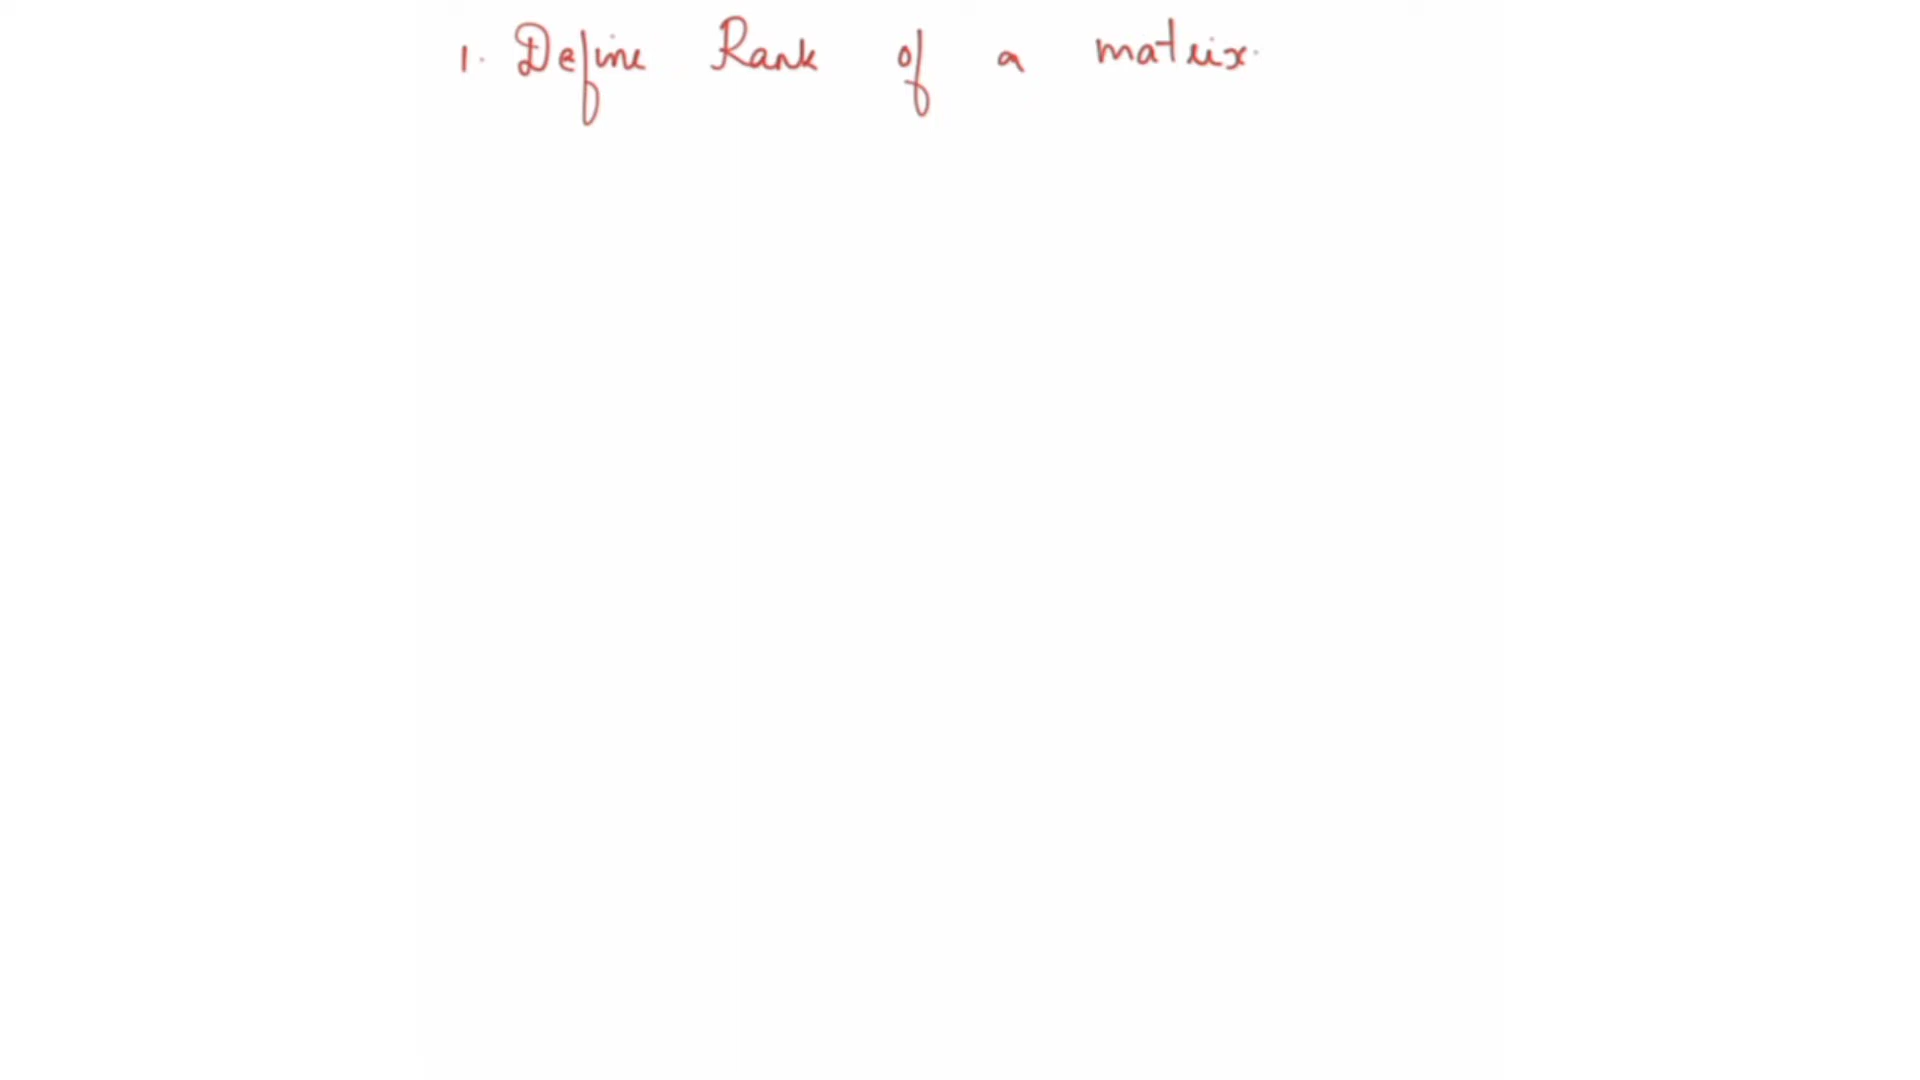 1. Define Rank of a matrix.